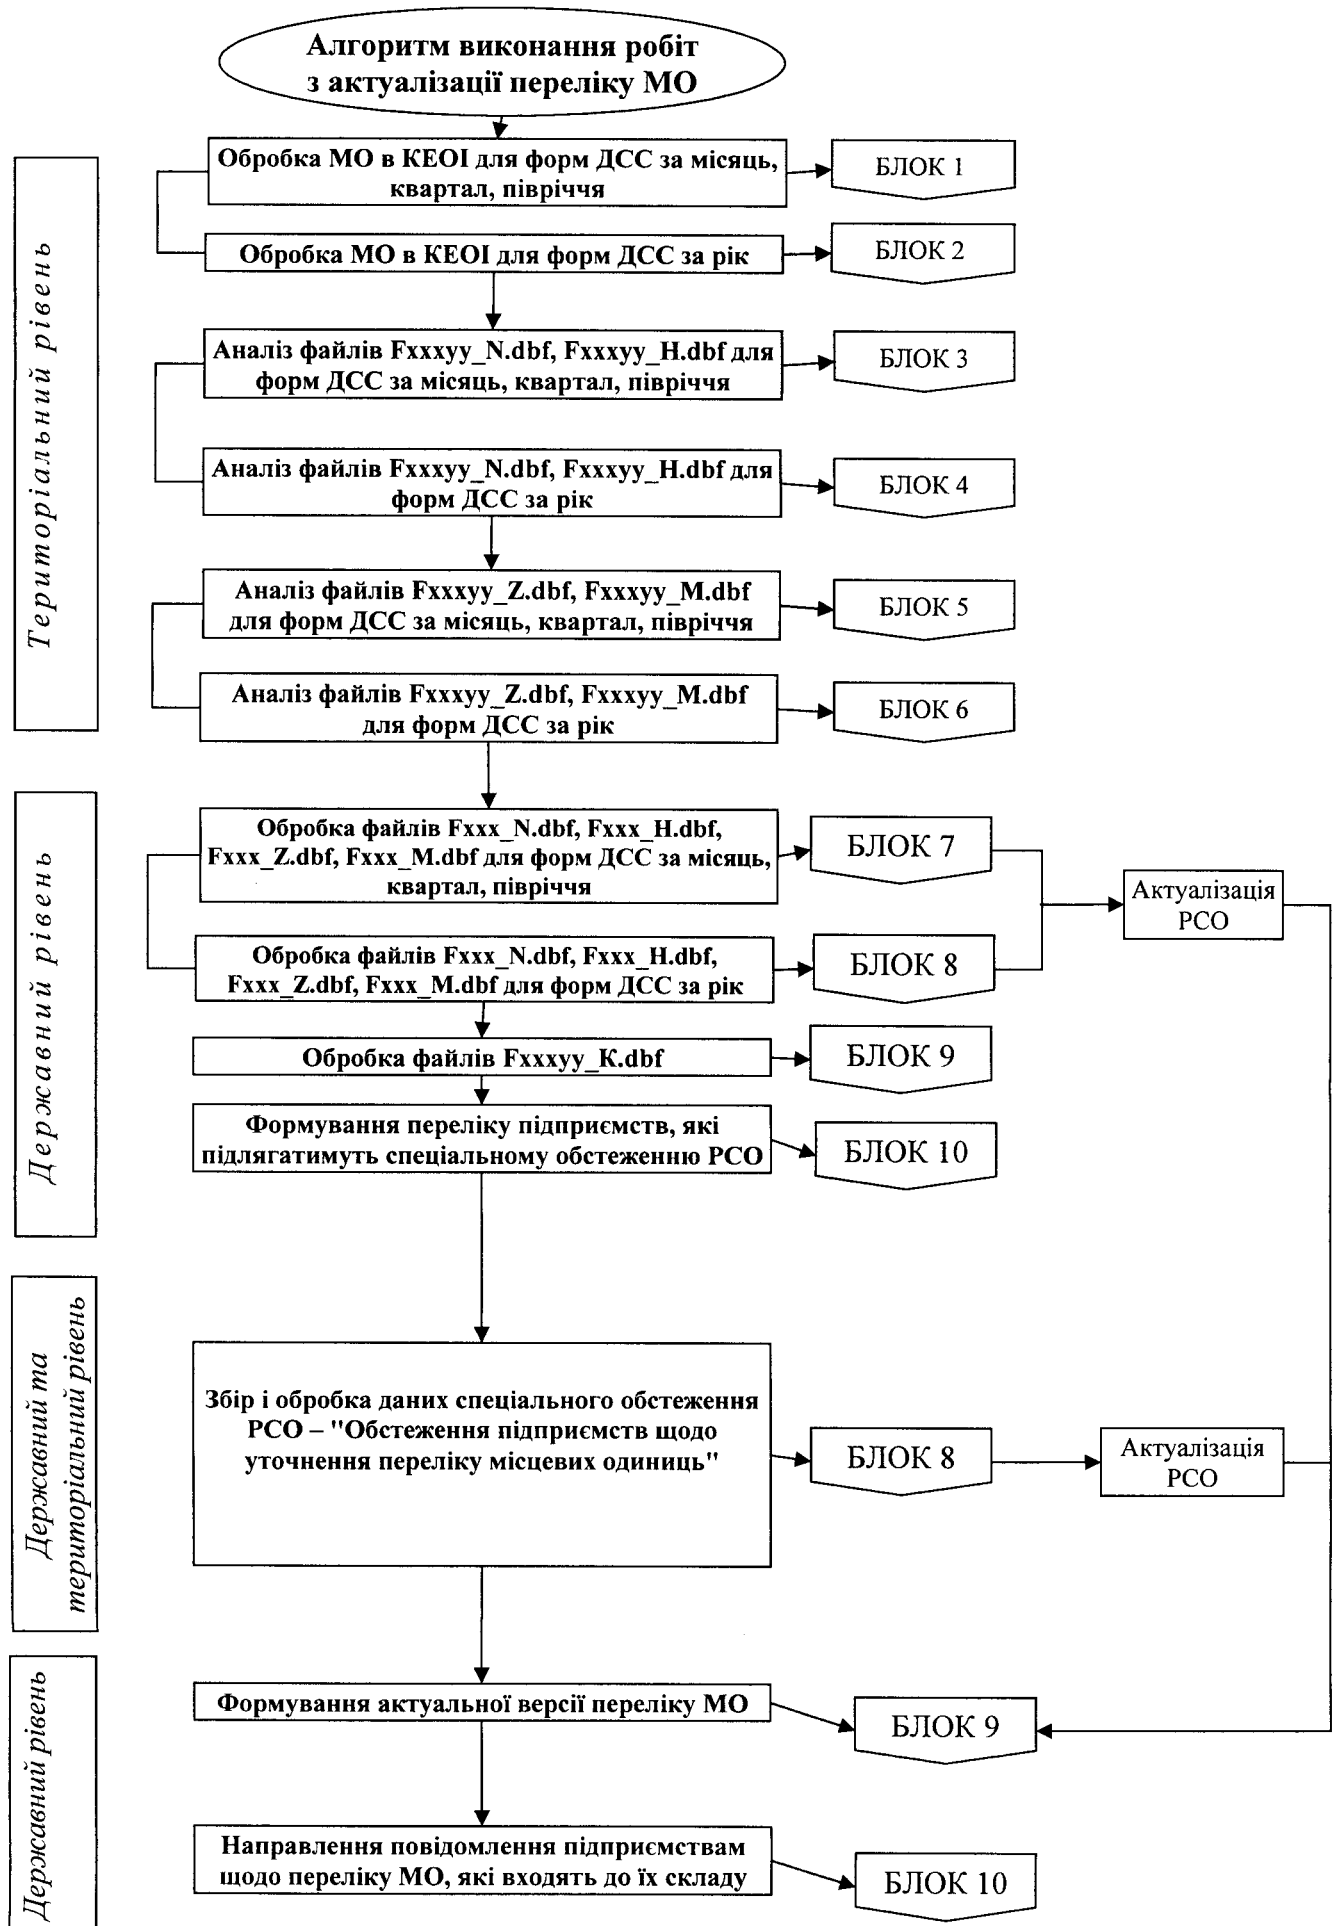 Алгоритм виконання робіт
з актуалізації переліку МО
Територіальний рівень
Обробка МО в КЕОІ для форм ДСС за місяць,
квартал, півріччя
БЛОК 1
Обробка МО в КЕОІ для форм ДСС за рік
БЛОК 2
Аналіз файлів Fxxxyy_N.dbf, Fxxxyy_H.dbf для
форм ДСС за місяць, квартал, півріччя
БЛОК 3
Аналіз файлів Fxxxyy_N.dbf, Fxxxyy_H.dbf для
форм ДСС за рік
БЛОК 4
Аналіз файлів Fxxxyy_Z.dbf, Fxxxyy_M.dbf
для форм ДСС за місяць, квартал, півріччя
БЛОК 5
Аналіз файлів Fxxxyy_Z.dbf, Fxxxyy_M.dbf
для форм ДСС за рік
БЛОК 6
Державний рівень
Обробка файлів Fxxx_N.dbf, Fxxx_H.dbf,
Fxxx_Z.dbf, Fxxx_M.dbf для форм ДСС за місяць,
квартал, півріччя
БЛОК 7
Актуалізація
РСО
Обробка файлів Fxxx_N.dbf, Fxxx_H.dbf,
Fxxx_Z.dbf, Fxxx_M.dbf для форм ДСС за рік
БЛОК 8
Обробка файлів Fxxxyy_K.dbf
БЛОК 9
Формування переліку підприємств, які
підлягатимуть спеціальному обстеженню РСО
БЛОК 10
Державний та
територіальний рівень
Збір і обробка даних спеціального обстеження
РСО – "Обстеження підприємств щодо
уточнення переліку місцевих одиниць"
БЛОК 8
Актуалізація
РСО
Державний рівень
Формування актуальної версії переліку МО
БЛОК 9
Направлення повідомлення підприємствам
щодо переліку МО, які входять до їх складу
БЛОК 10